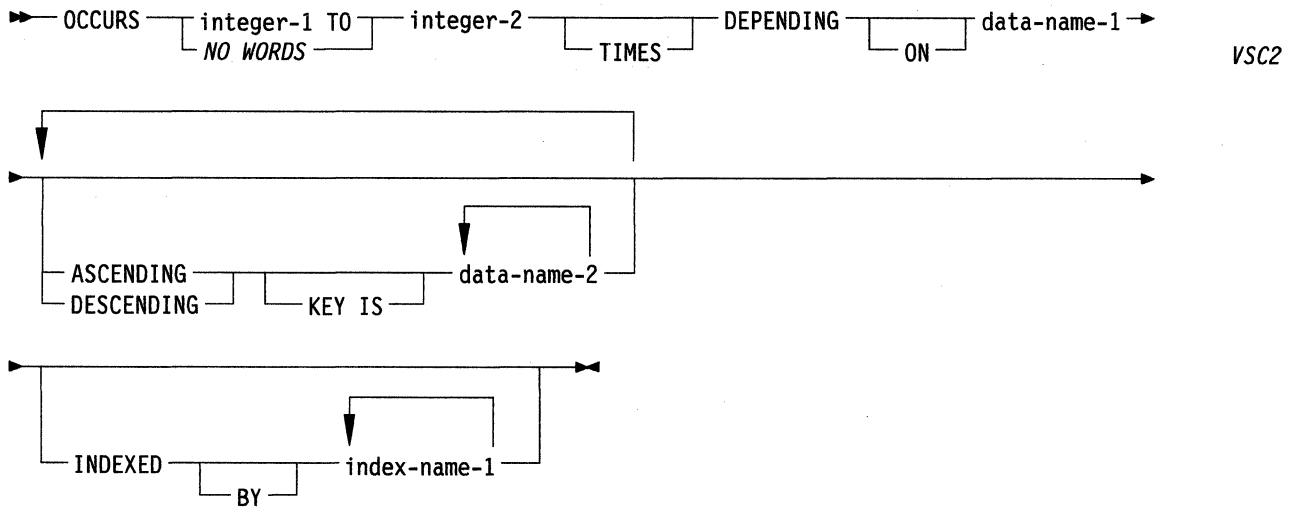 OCCURS integer-1 TO integer-2 DEPENDING data-name-1
NO WORDS TIMES ON VSC2
ASCENDING data-name-2
DESCENDING KEY IS
INDEXED index-name-1
BY